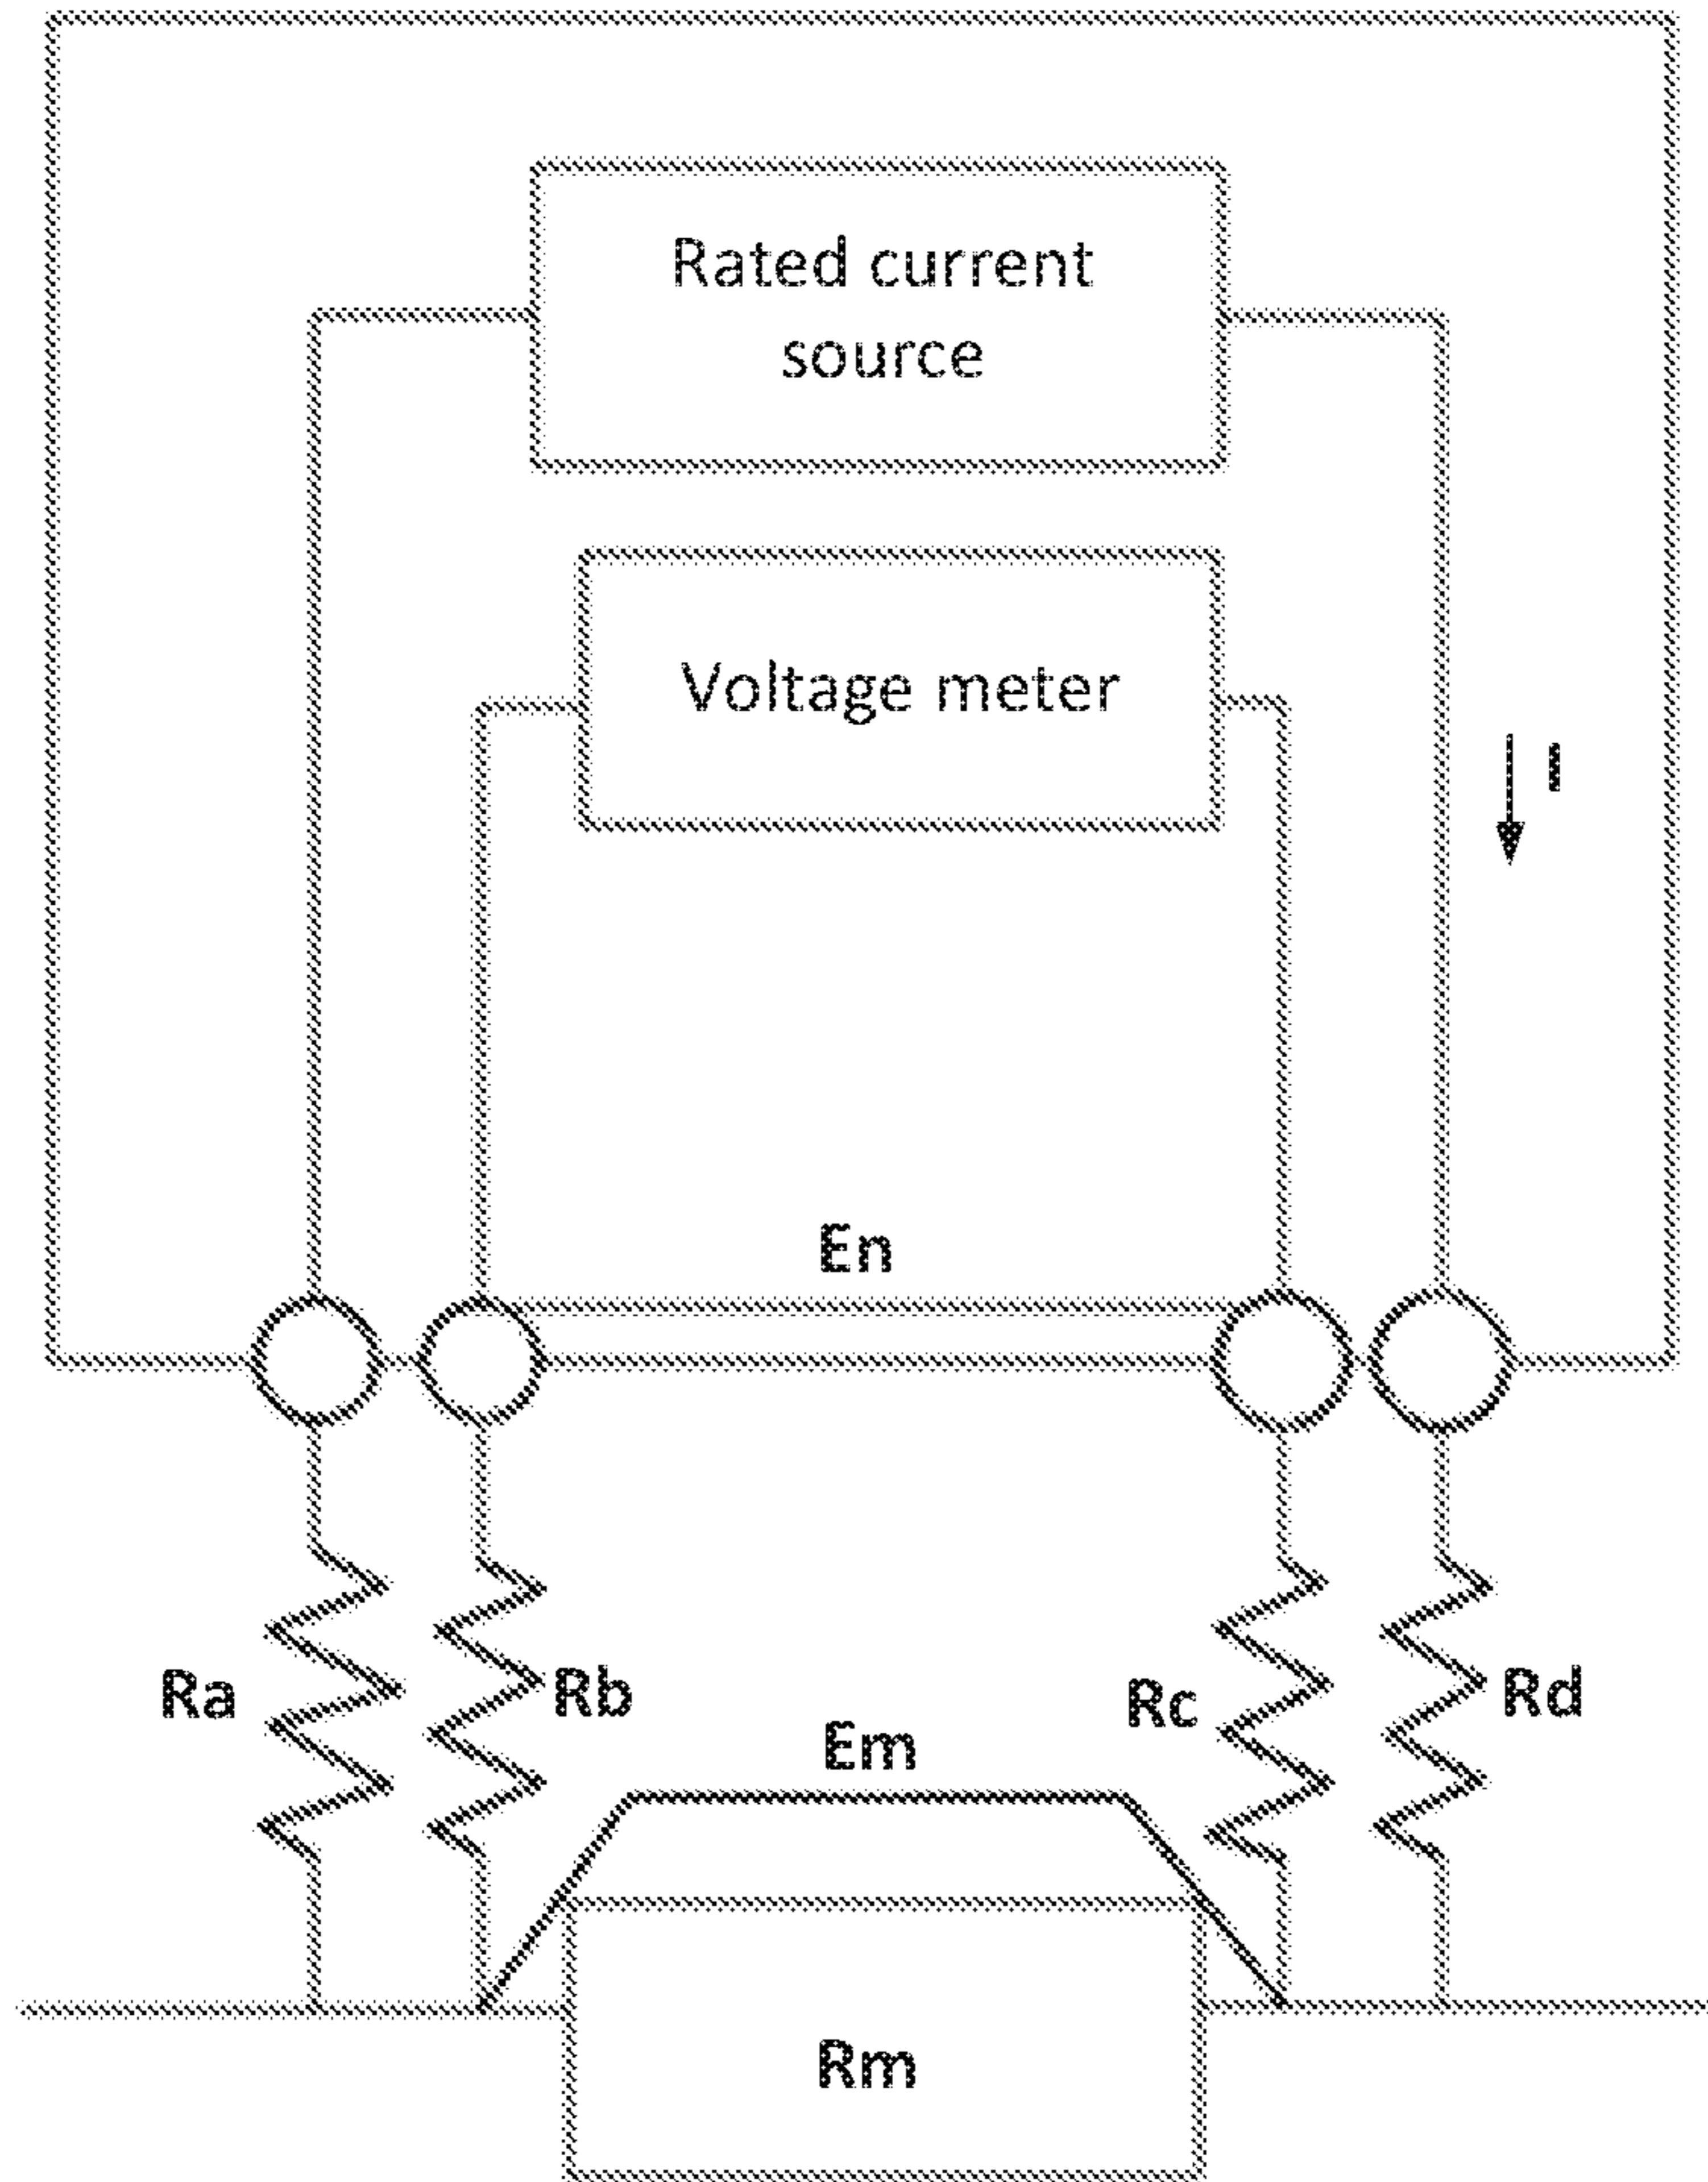 Rated current
source
Voltage meter
I
En
Ra
Rb
Rc
Rd
Em
Rm